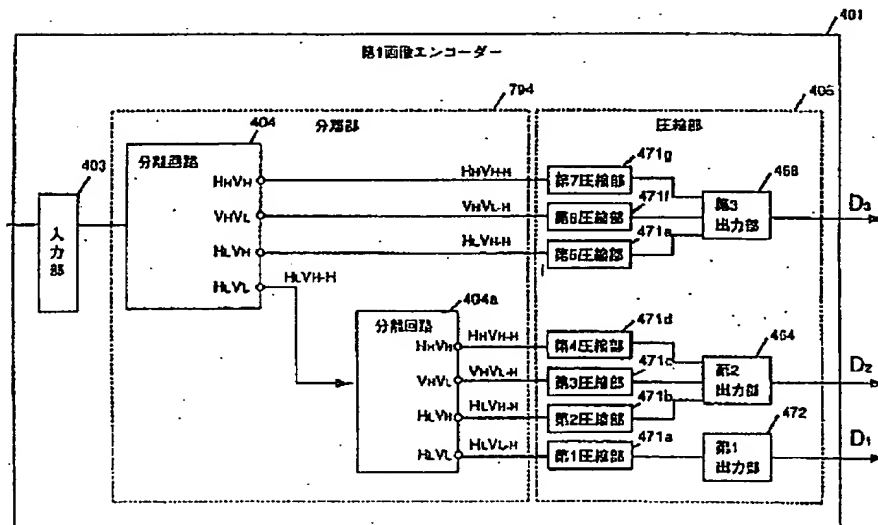 401
第1画像エンコーダー
794
405
分離部
圧縮部
404
403
分離回路
入力部
HHVH
VHVL
HLVH
HLVL
HHVH-H
VHVL-H
HLVH-H
HLVH-H
471g
第7圧縮部
471f
第6圧縮部
471a
第5圧縮部
468
第3出力部
D3
404a
分離回路
HHVH
VHVL
HLVH
HLVL
HHVH-H
VHVL-H
HLVH-H
HLVL-H
471d
第4圧縮部
471c
第3圧縮部
471b
第2圧縮部
471a
第1圧縮部
464
第2出力部
D2
472
第1出力部
D1